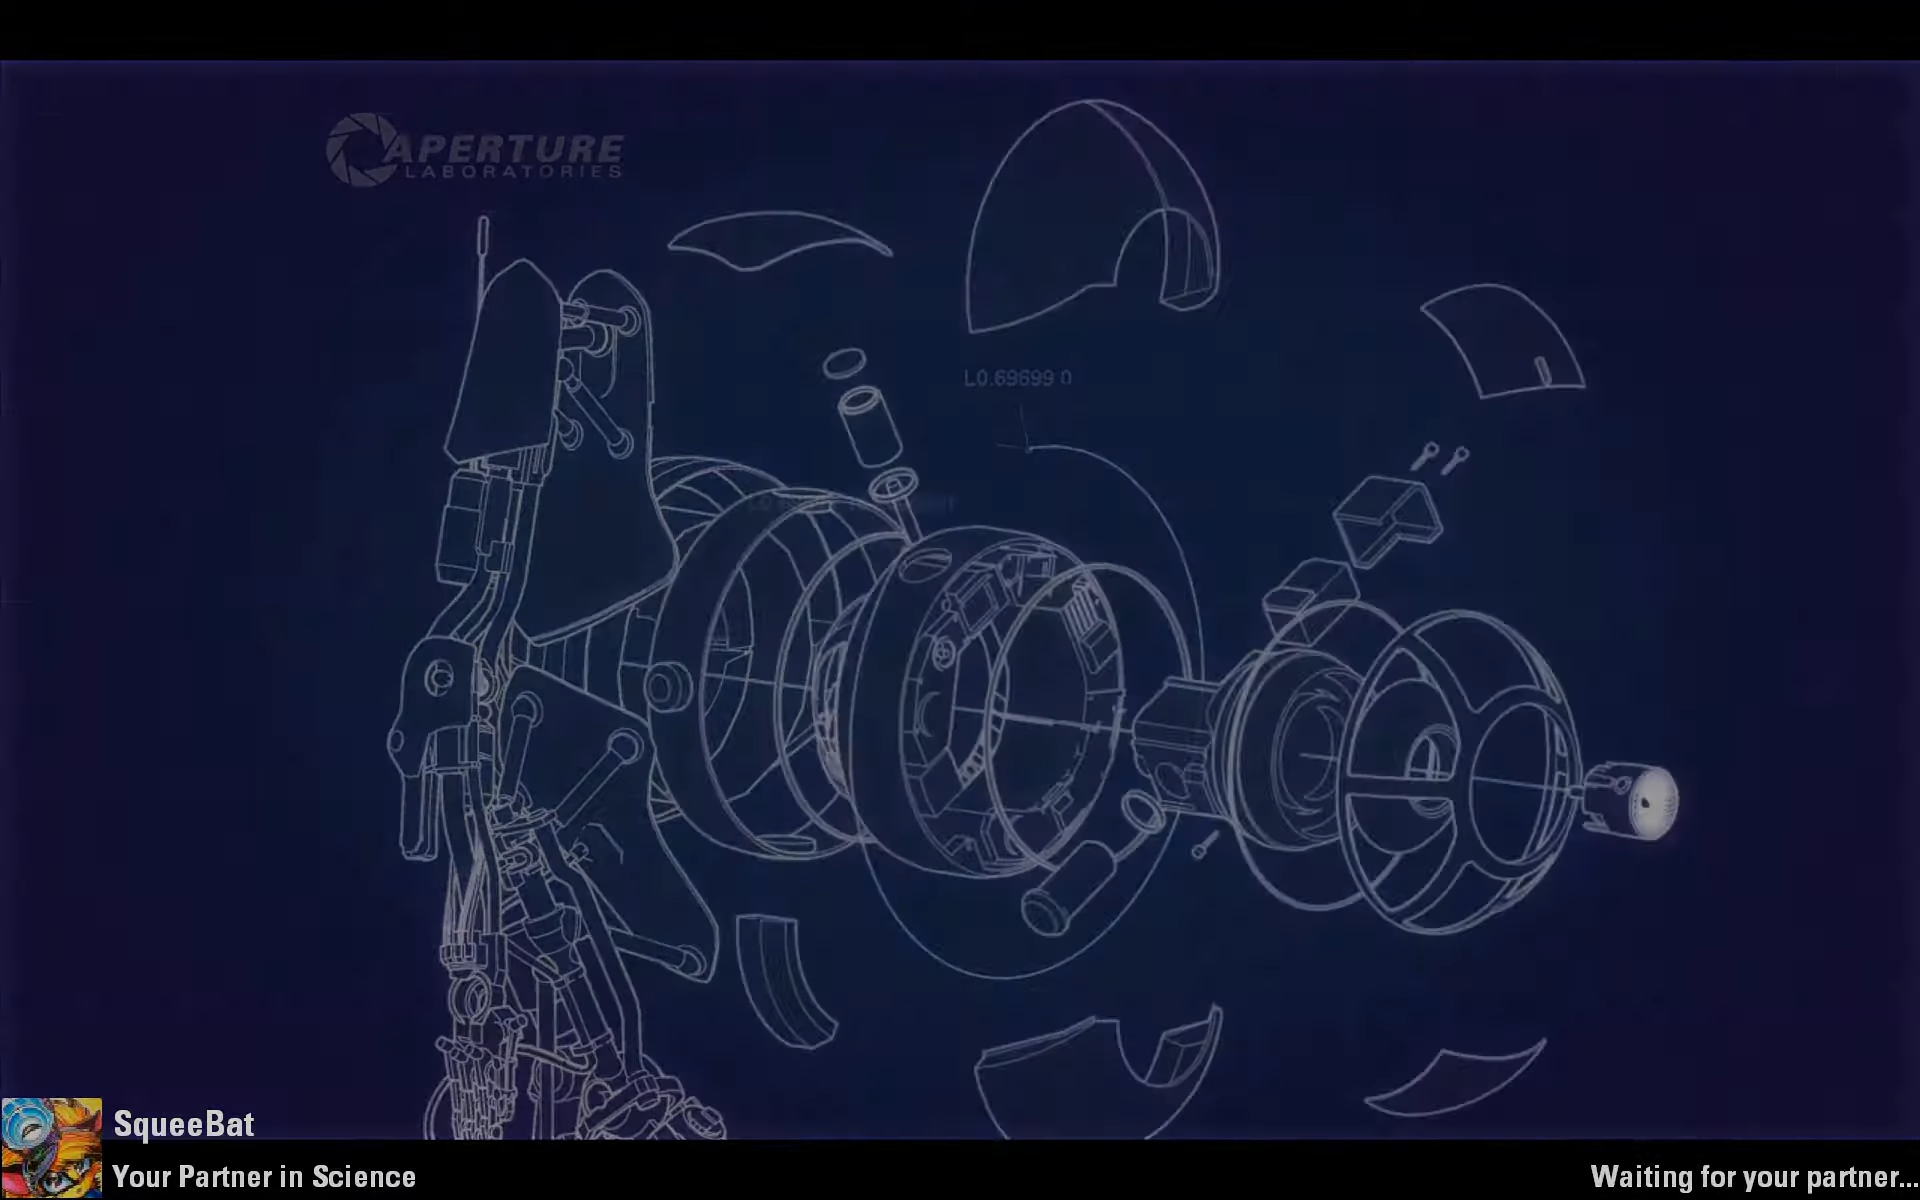 APERTURE
LABORATORIES
L0.69699 0
SqueeBat
Your Partner in Science
Waiting for your partner...